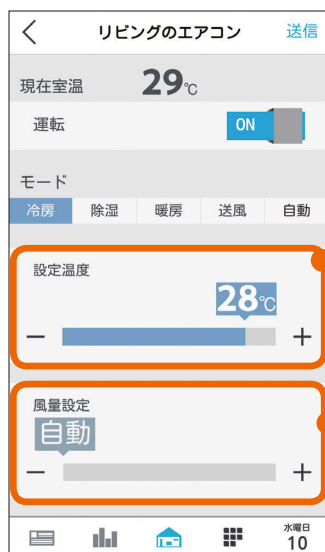 リビングのエアコン 送信
現在室温 29℃
運転 ON
モード
冷房 除湿 暖房 送風 自動
設定温度
28℃
− +
風量設定
自動
− +
水曜日
10